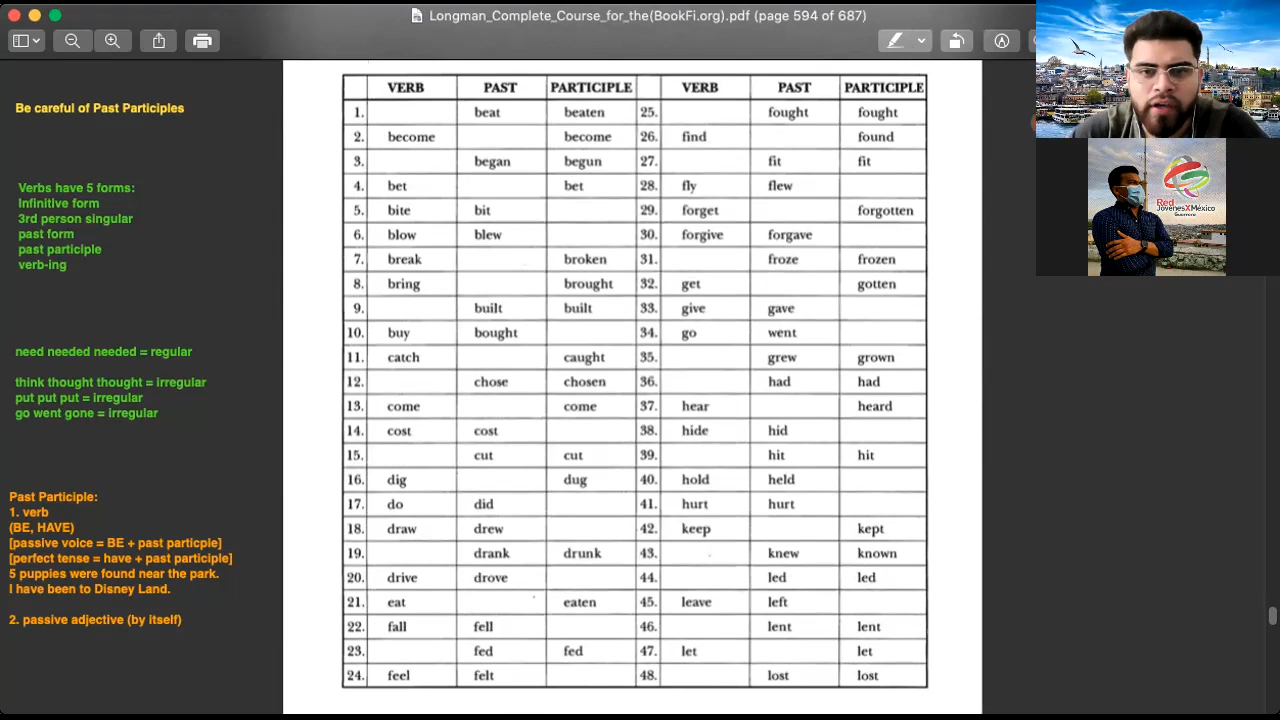 Longman_Complete_Course_for_the(BookFi.org).pdf (page 594 of 687)
Be careful of Past Participles
Verbs have 5 forms:
Infinitive form
3rd person singular
past form
past participle
verb-ing
need needed needed = regular
think thought thought = irregular
put put put = irregular
go went gone = irregular
Past Participle:
1. verb
(BE, HAVE)
[passive voice = BE + past particple]
[perfect tense = have + past participle]
5 puppies were found near the park.
I have been to Disney Land.
2. passive adjective (by itself)
VERB PAST PARTICIPLE VERB PAST PARTICIPLE
1. beat beaten 25. fought fought
2. become become 26. find found
3. began begun 27. fit fit
4. bet bet 28. fly flew
5. bite bit 29. forget forgotten
6. blow blew 30. forgive forgave
7. break broken 31. froze frozen
8. bring brought 32. get gotten
9. built built 33. give gave
10. buy bought 34. go went
11. catch caught 35. grew grown
12. chose chosen 36. had had
13. come come 37. hear heard
14. cost cost 38. hide hid
15. cut cut 39. hit hit
16. dig dug 40. hold held
17. do did 41. hurt hurt
18. draw drew 42. keep kept
19. drank drunk 43. knew known
20. drive drove 44. led led
21. eat eaten 45. leave left
22. fall fell 46. lent lent
23. fed fed 47. let let
24. feel felt 48. lost lost
Red
JóvenesXMéxico
Guerrero